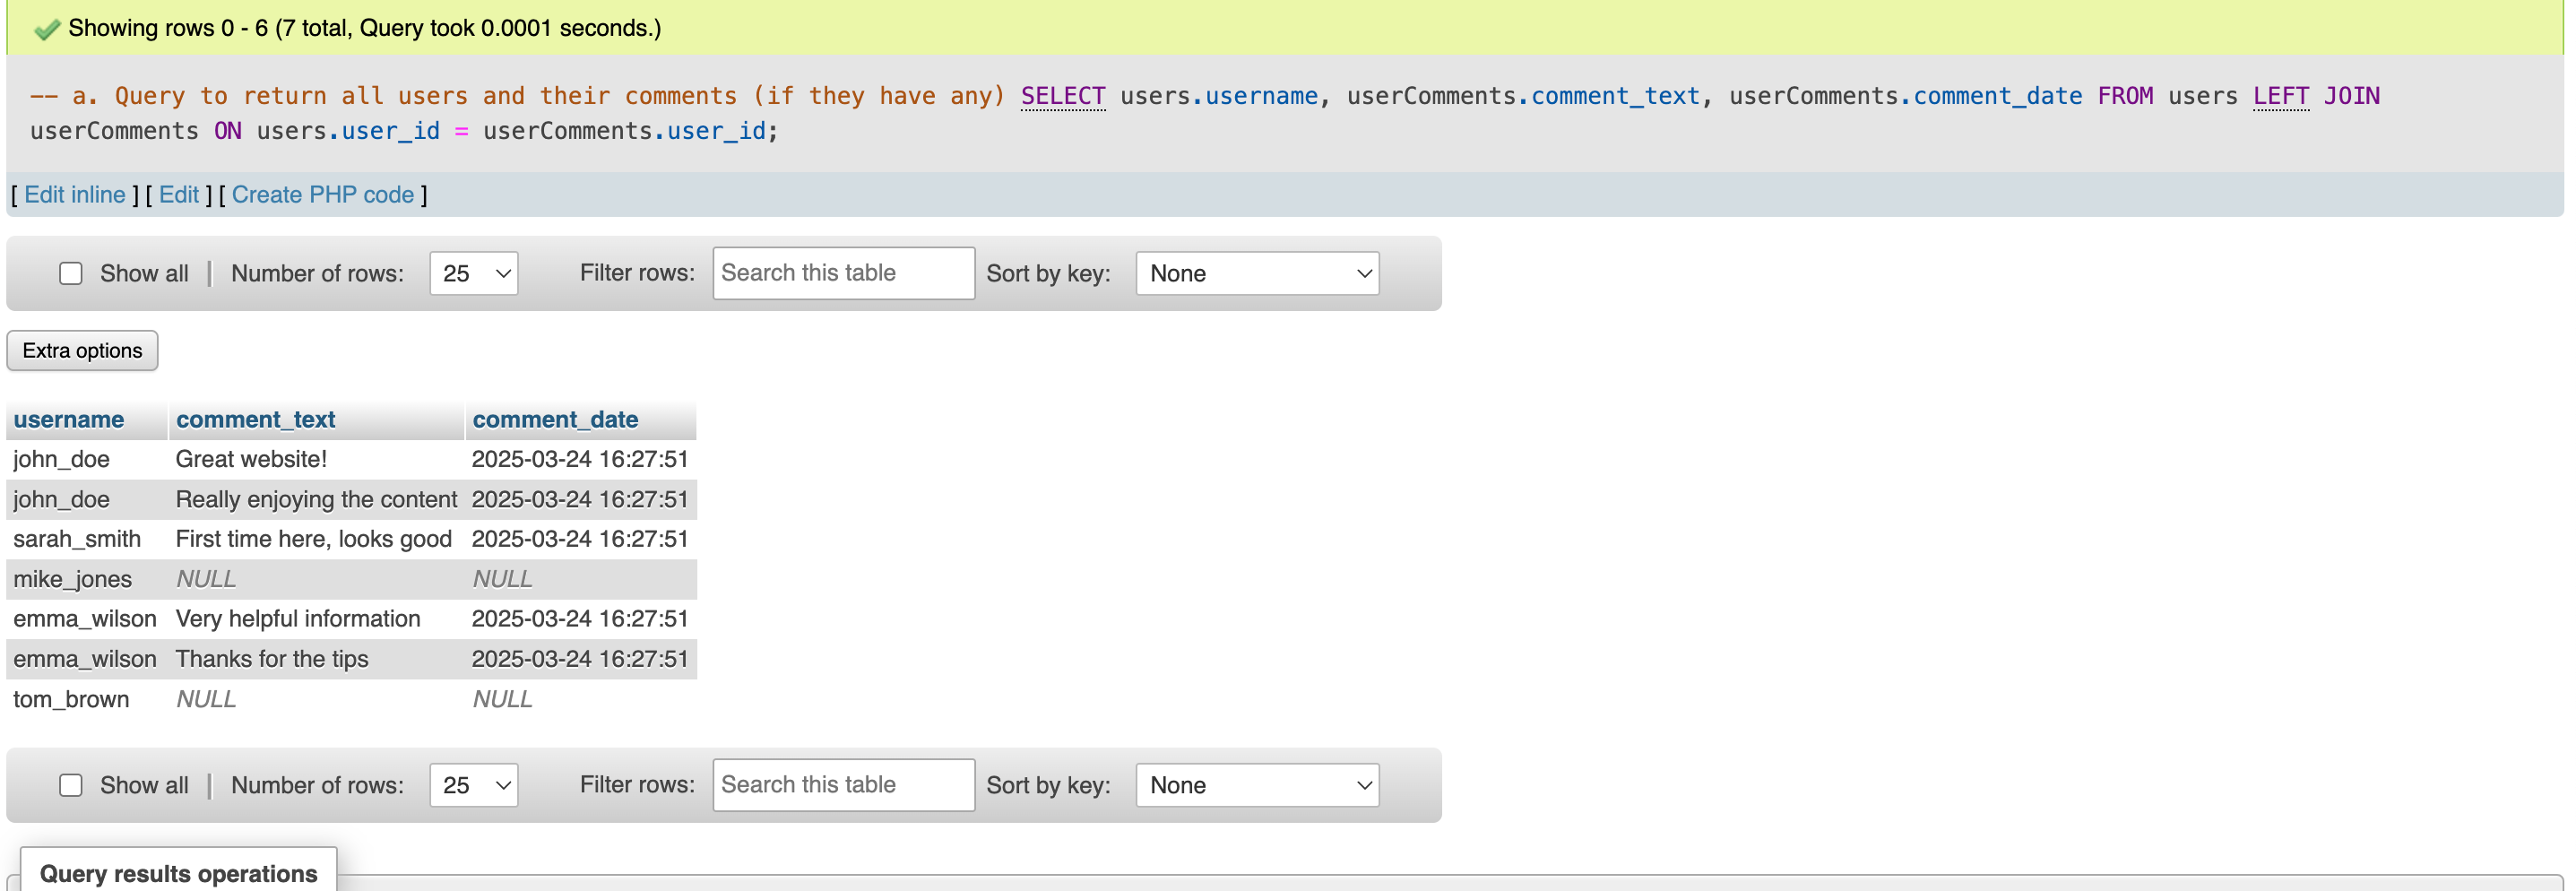 Showing rows 0 - 6 (7 total, Query took 0.0001 seconds.)
-- a. Query to return all users and their comments (if they have any) SELECT users.username, userComments.comment_text, userComments.comment_date FROM users LEFT JOIN
userComments ON users.user_id = userComments.user_id;
[ Edit inline ] [ Edit ] [ Create PHP code ]
Show all | Number of rows: 25 Filter rows: Search this table Sort by key: None
Extra options
username comment_text comment_date
john_doe Great website! 2025-03-24 16:27:51
john_doe Really enjoying the content 2025-03-24 16:27:51
sarah_smith First time here, looks good 2025-03-24 16:27:51
mike_jones NULL NULL
emma_wilson Very helpful information 2025-03-24 16:27:51
emma_wilson Thanks for the tips 2025-03-24 16:27:51
tom_brown NULL NULL
Show all | Number of rows: 25 Filter rows: Search this table Sort by key: None
Query results operations